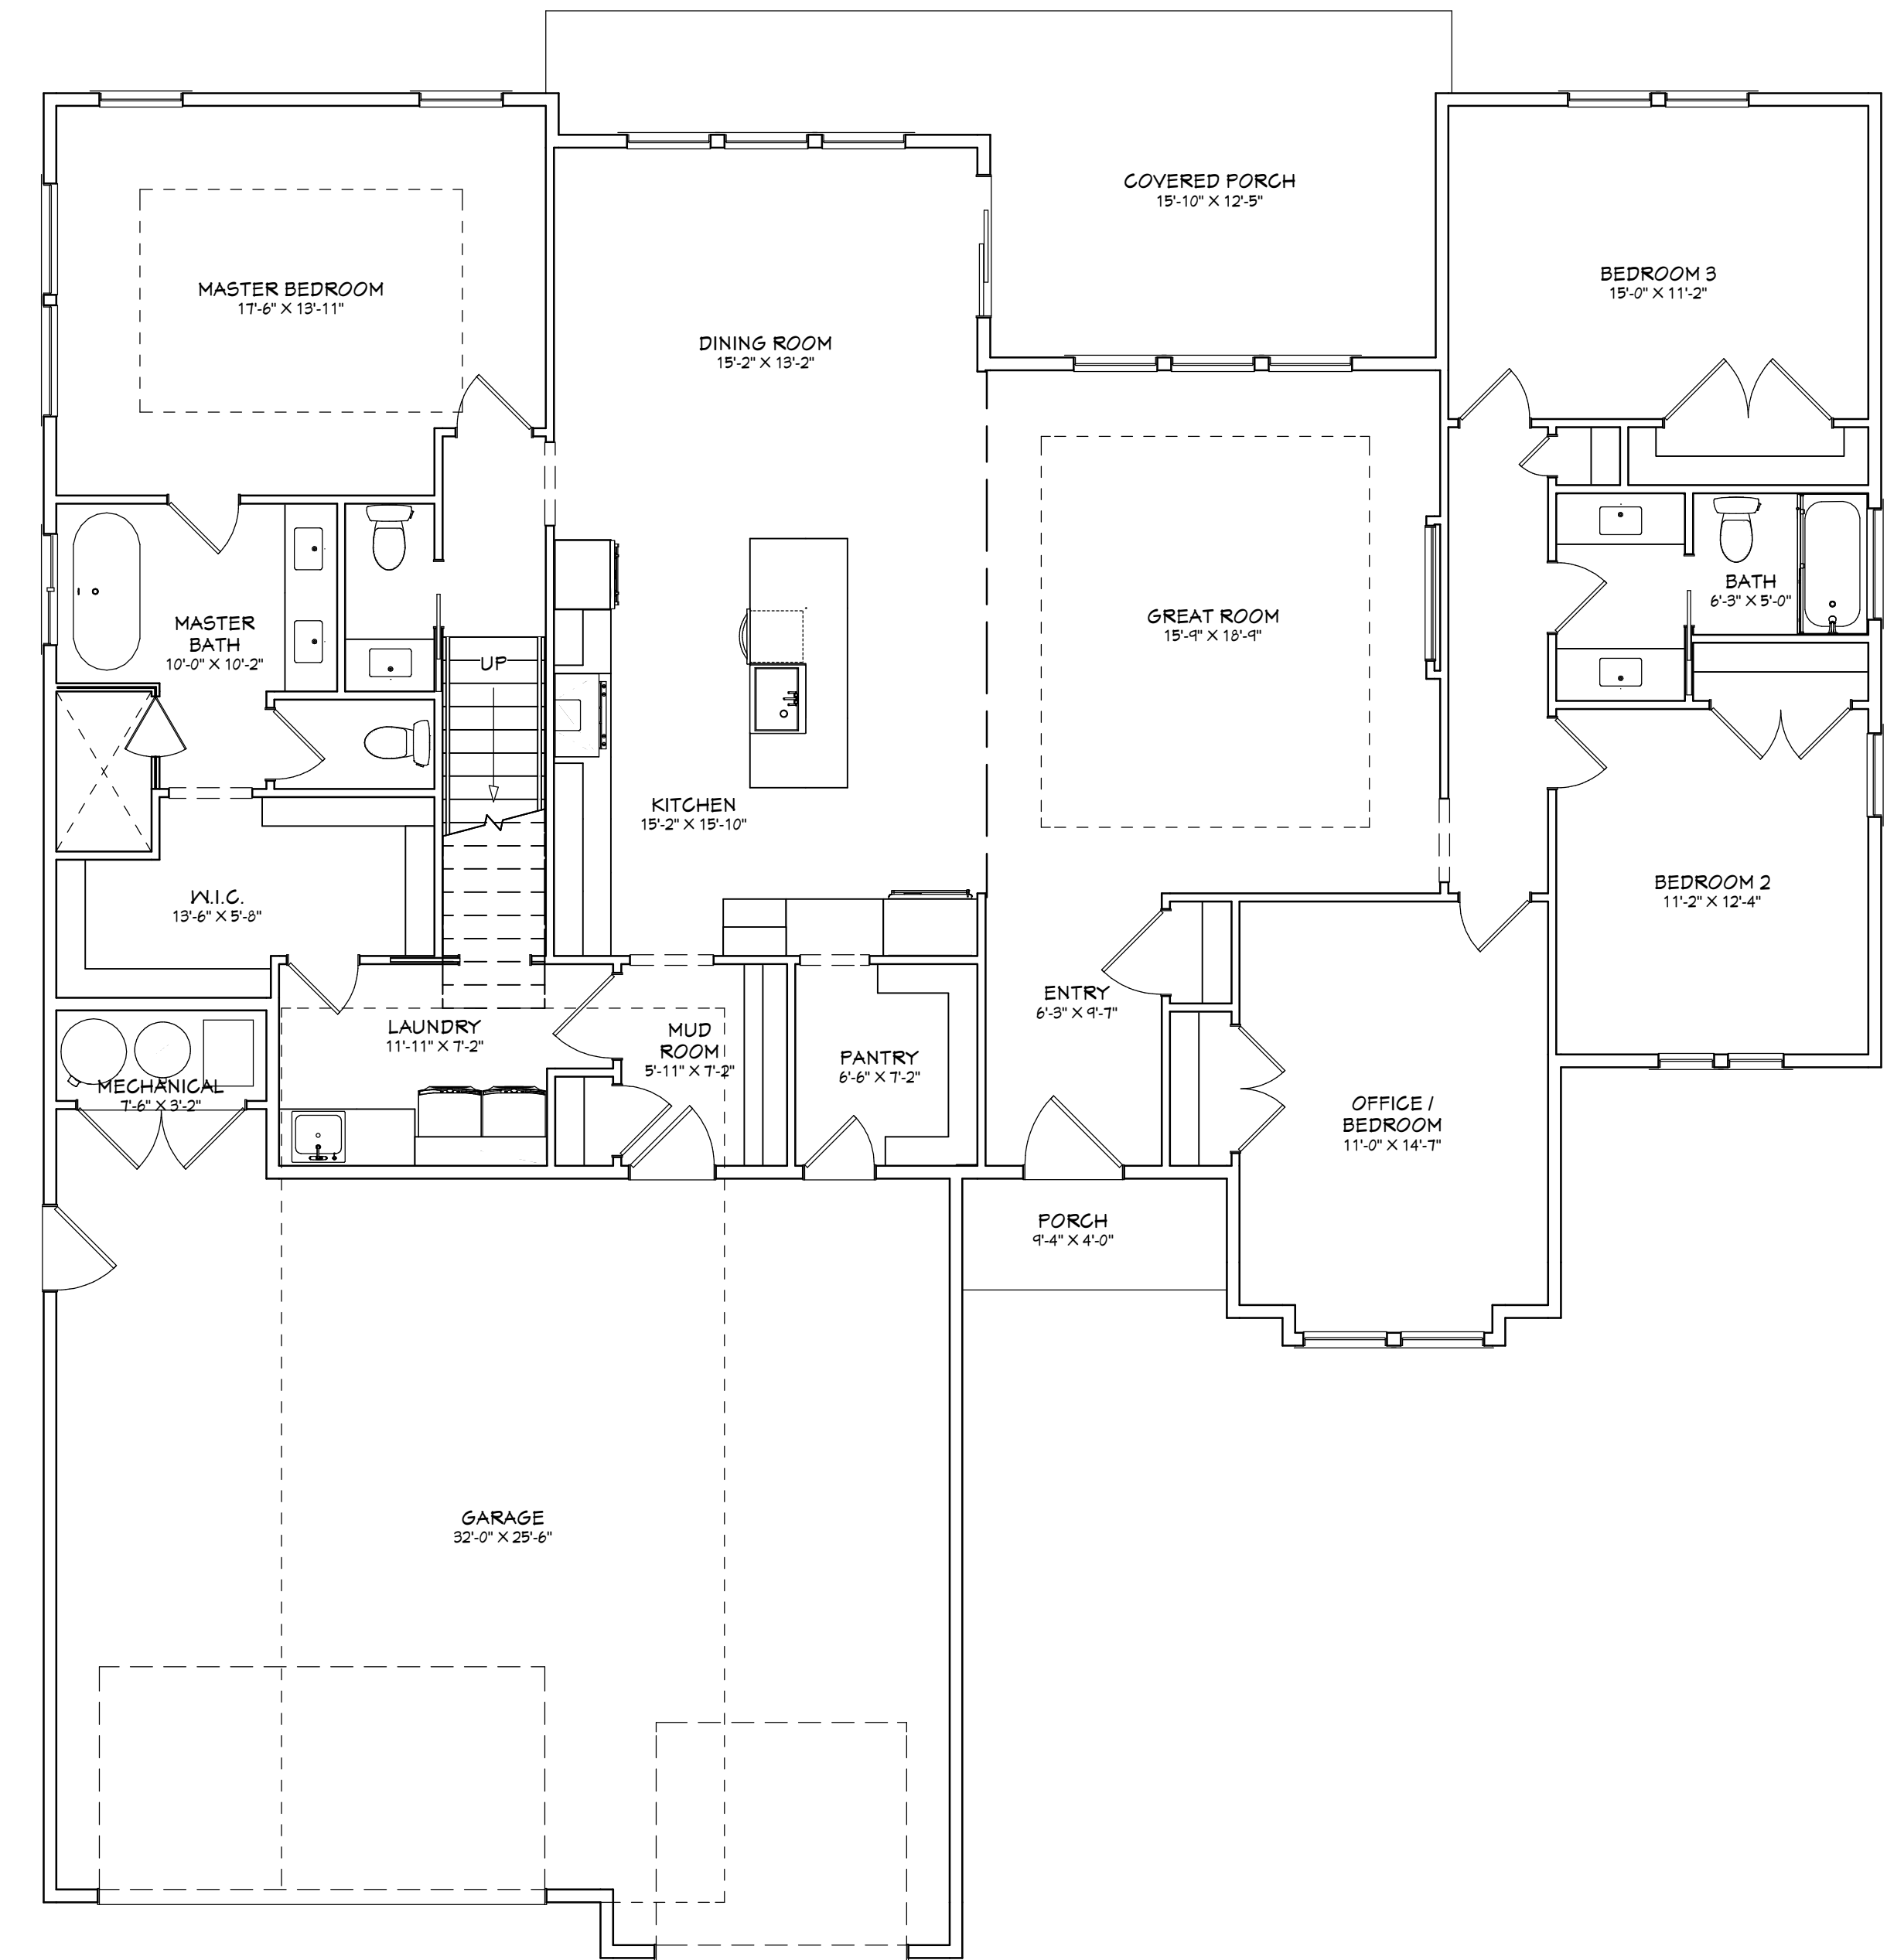 COVERED PORCH
15'-10" X 12'-5"
MASTER BEDROOM
17'-6" X 13'-11"
BEDROOM 3
15'-0" X 11'-2"
DINING ROOM
15'-2" X 13'-2"
MASTER
BATH
10'-0" X 10'-2"
UP
GREAT ROOM
15'-9" X 18'-9"
BATH
6'-3" X 5'-0"
KITCHEN
15'-2" X 15'-10"
W.I.C.
13'-6" X 5'-8"
BEDROOM 2
11'-2" X 12'-4"
ENTRY
6'-3" X 9'-7"
LAUNDRY
11'-11" X 7'-2"
MUD
ROOM
5'-11" X 7'-2"
PANTRY
6'-6" X 7'-2"
MECHANICAL
7'-6" X 3'-2"
OFFICE /
BEDROOM
11'-0" X 14'-7"
PORCH
9'-4" X 4'-0"
GARAGE
32'-0" X 25'-6"